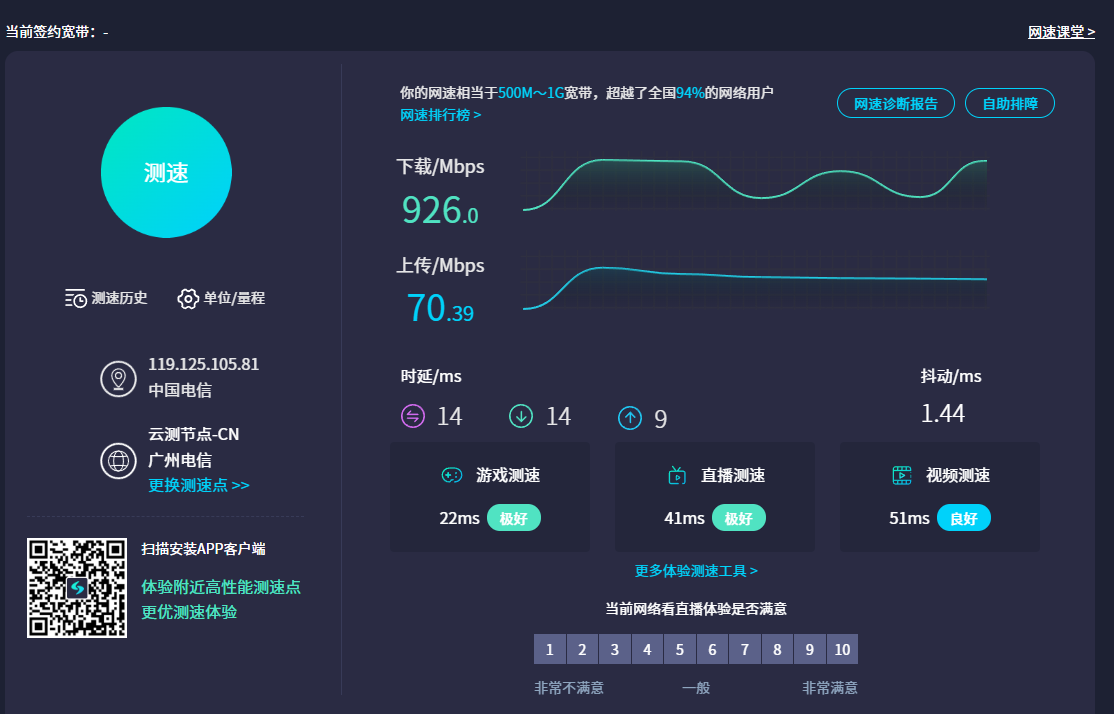 当前签约宽带：-
网速课堂 >
测速
测速历史
单位/量程
119.125.105.81
中国电信
云测节点-CN
广州电信
更换测速点 >>
扫描安装APP客户端
体验附近高性能测速点
更优测速体验
你的网速相当于500M～1G宽带，超越了全国94%的网络用户
网速排行榜 >
网速诊断报告
自助排障
下载/Mbps
926.0
上传/Mbps
70.39
时延/ms
抖动/ms
14
14
9
1.44
游戏测速
22ms 极好
直播测速
41ms 极好
视频测速
51ms 良好
更多体验测速工具 >
当前网络看直播体验是否满意
1 2 3 4 5 6 7 8 9 10
非常不满意 一般 非常满意